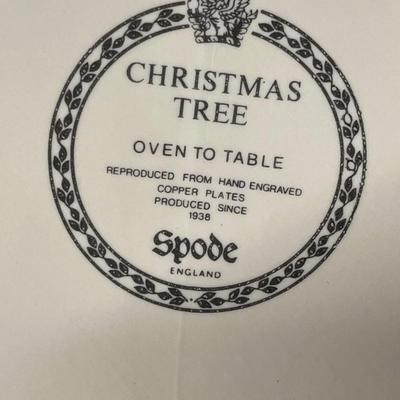 CHRISTMAS
TREE
OVEN TO TABLE
REPRODUCED FROM HAND ENGRAVED
COPPER PLATES
PRODUCED SINCE
1938
Spode
ENGLAND